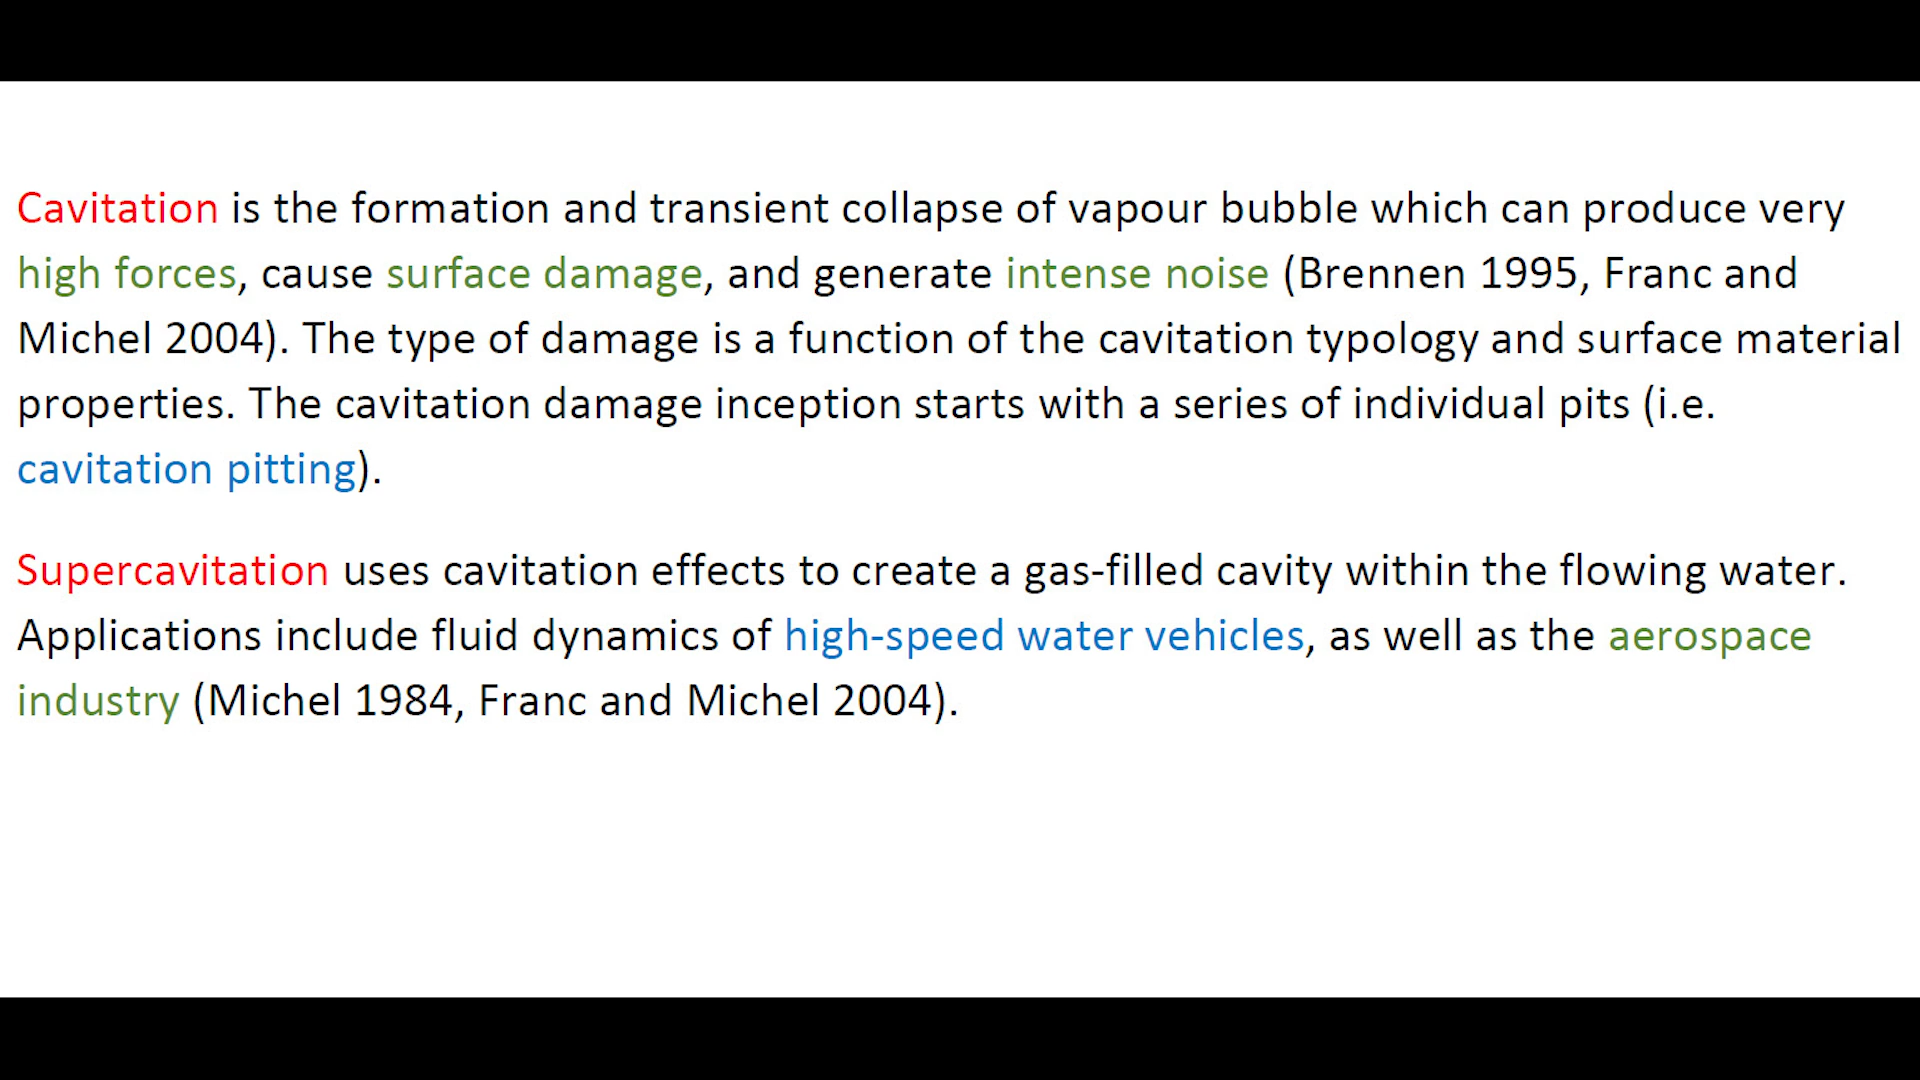 Cavitation is the formation and transient collapse of vapour bubble which can produce very
high forces, cause surface damage, and generate intense noise (Brennen 1995, Franc and
Michel 2004). The type of damage is a function of the cavitation typology and surface material
properties. The cavitation damage inception starts with a series of individual pits (i.e.
cavitation pitting).
Supercavitation uses cavitation effects to create a gas-filled cavity within the flowing water.
Applications include fluid dynamics of high-speed water vehicles, as well as the aerospace
industry (Michel 1984, Franc and Michel 2004).